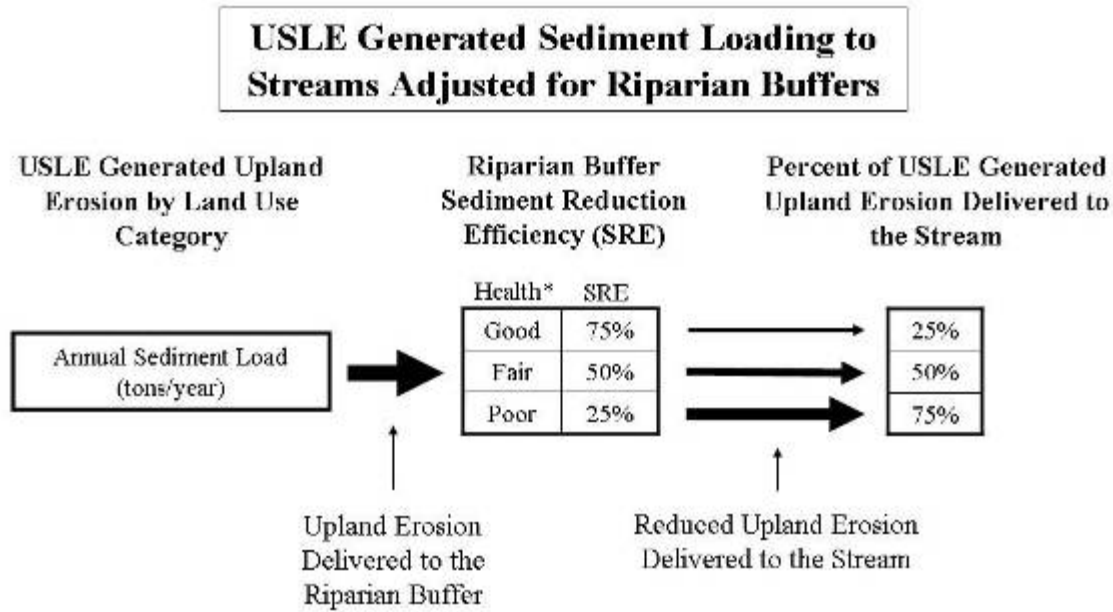 USLE Generated Sediment Loading to
Streams Adjusted for Riparian Buffers
USLE Generated Upland
Erosion by Land Use
Category
Riparian Buffer
Sediment Reduction
Efficiency (SRE)
Percent of USLE Generated
Upland Erosion Delivered to
the Stream
Health* SRE
Good 75%
Fair 50%
Poor 25%
Annual Sediment Load
(tons/year)
25%
50%
75%
Upland Erosion
Delivered to the
Riparian Buffer
Reduced Upland Erosion
Delivered to the Stream